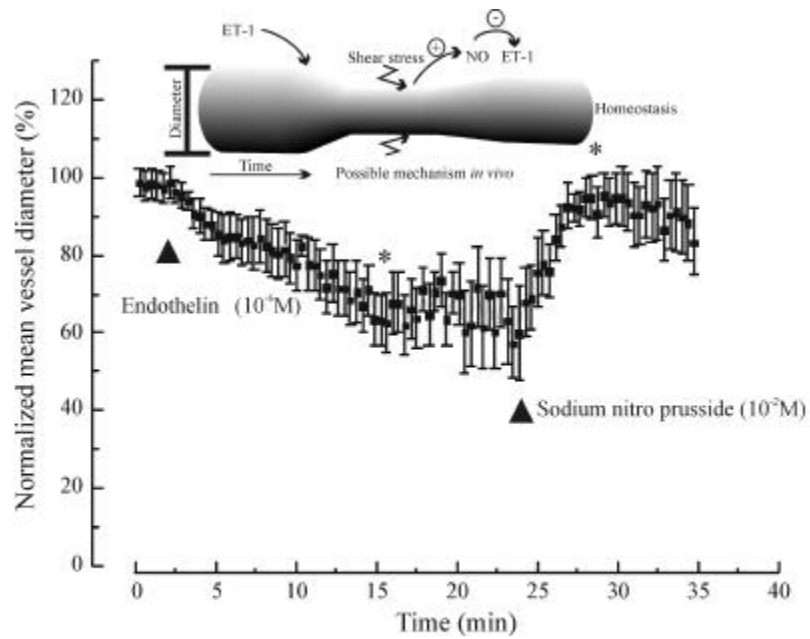 ET-1
Shear stress
+
NO
−
ET-1
Diameter
Homeostasis
*
Time
Possible mechanism in vivo
*
Endothelin (10⁻⁶M)
Sodium nitro prusside (10⁻²M)
Normalized mean vessel diameter (%)
120
100
80
60
40
20
0
0 5 10 15 20 25 30 35 40
Time (min)